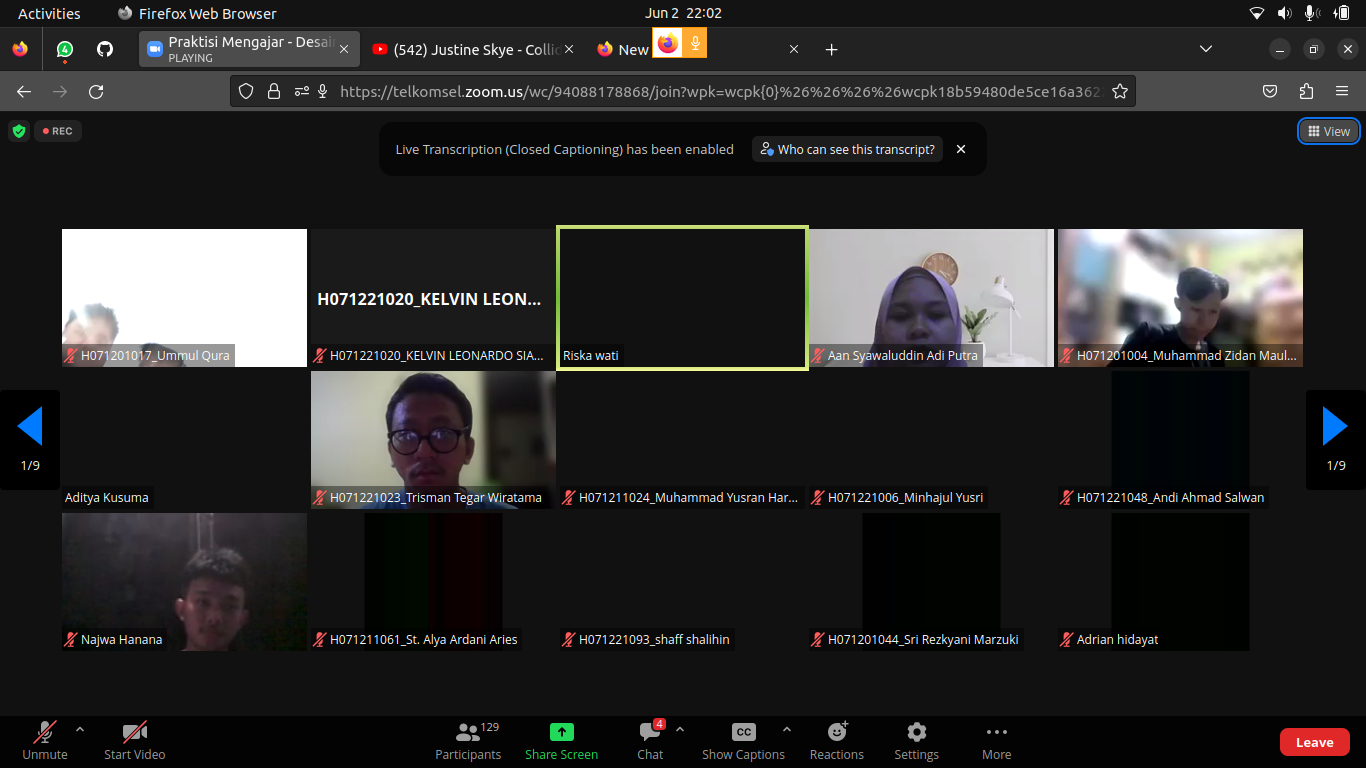 Activities
Firefox Web Browser
Jun 2 22:02
4
Praktisi Mengajar - Desai
PLAYING
(542) Justine Skye - Collic
New
https://telkomsel.zoom.us/wc/94088178868/join?wpk=wcpk{0}%26%26%26%26wcpk18b59480de5ce16a362
REC
Live Transcription (Closed Captioning) has been enabled
Who can see this transcript?
View
H071201017_Ummul Qura
H071221020_KELVIN LEON...
H071221020_KELVIN LEONARDO SIA...
Riska wati
Aan Syawaluddin Adi Putra
H071201004_Muhammad Zidan Maul...
1/9
1/9
Aditya Kusuma
H071221023_Trisman Tegar Wiratama
H071211024_Muhammad Yusran Har...
H071221006_Minhajul Yusri
H071221048_Andi Ahmad Salwan
Najwa Hanana
H071211061_St. Alya Ardani Aries
H071221093_shaff shalihin
H071201044_Sri Rezkyani Marzuki
Adrian hidayat
Unmute
Start Video
129
Participants
Share Screen
4
Chat
CC
Show Captions
Reactions
Settings
More
Leave